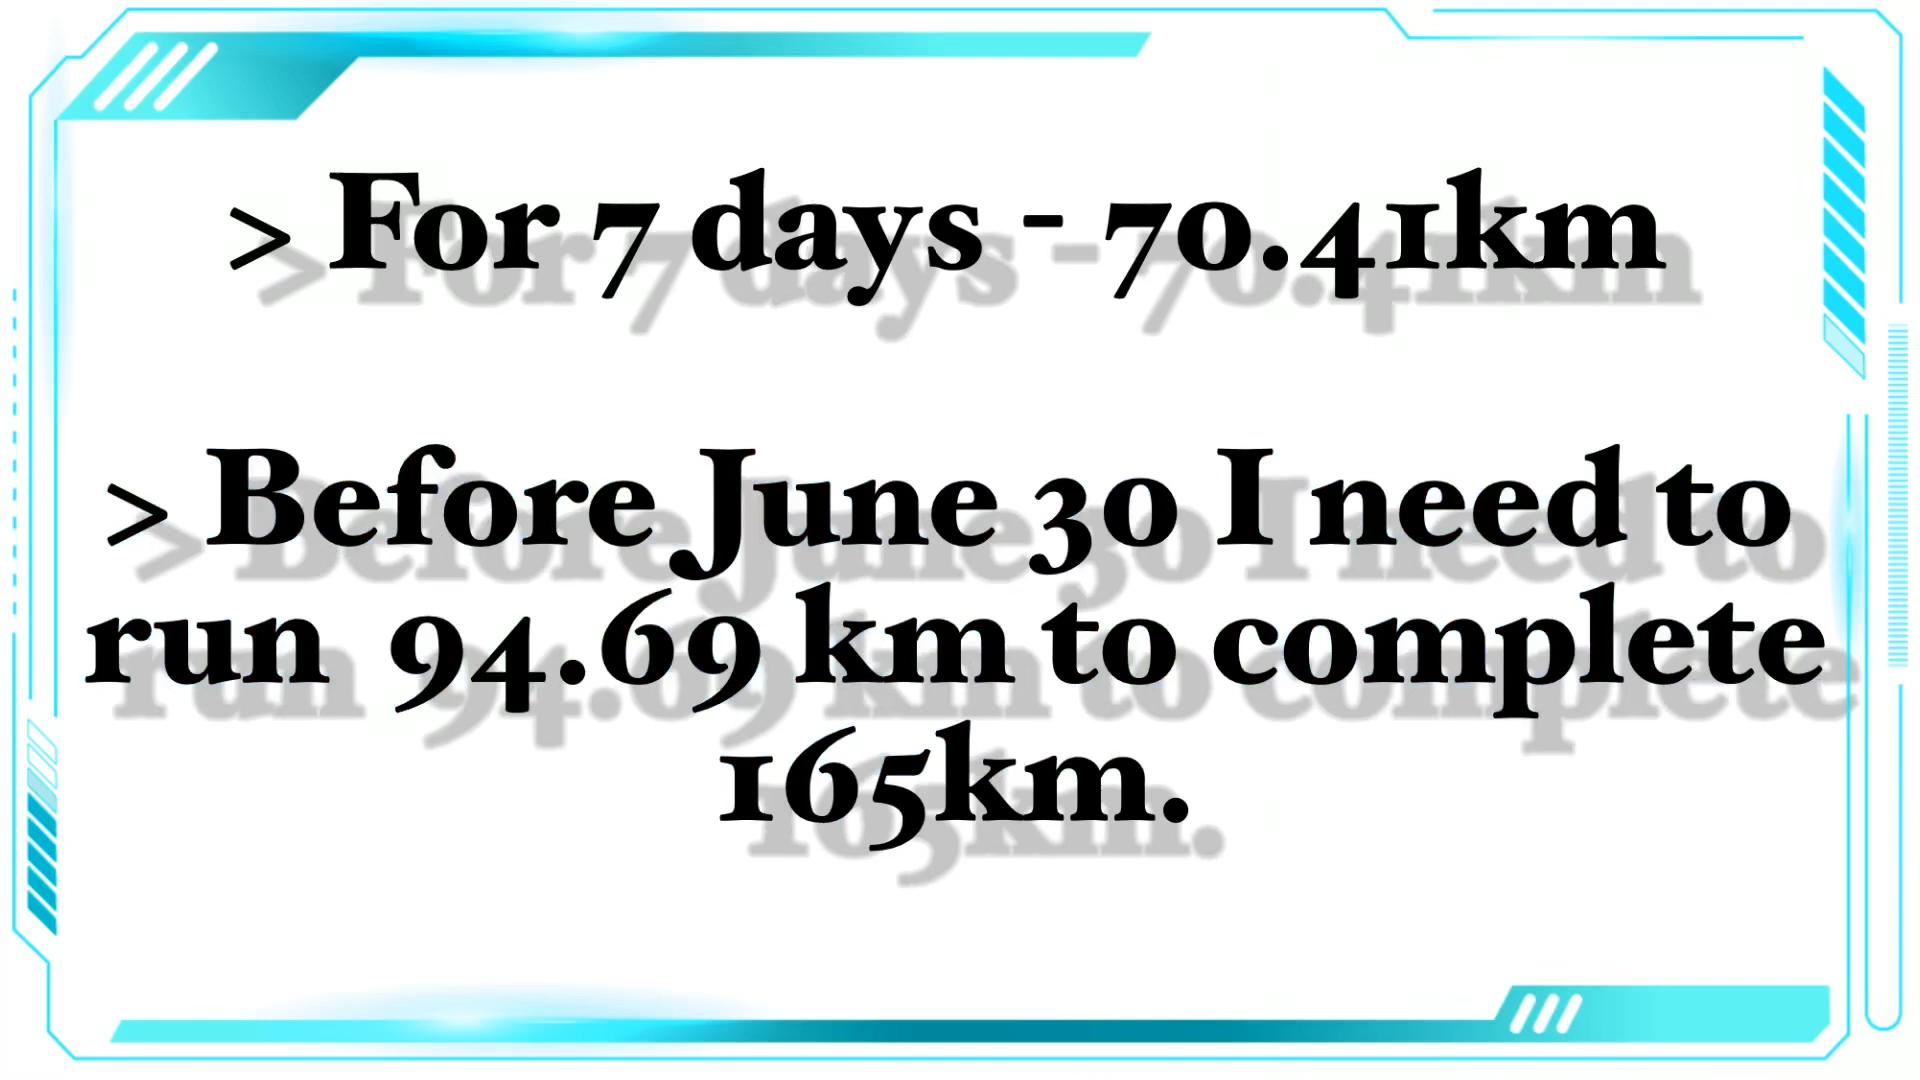 > For 7 days - 70.41km
> Before June 30 I need to
run 94.69 km to complete
165km.